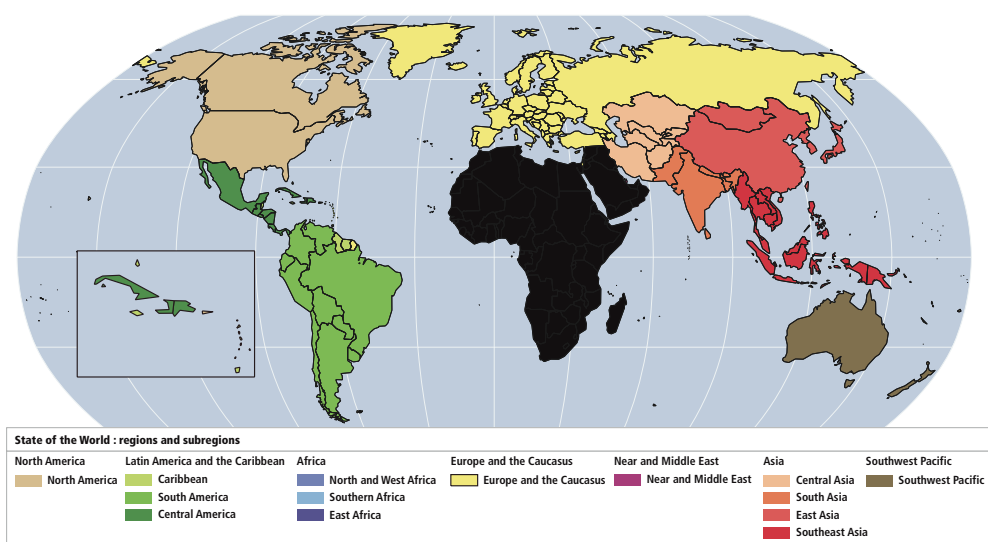 State of the World : regions and subregions
North America
North America
Latin America and the Caribbean
Caribbean
South America
Central America
Africa
North and West Africa
Southern Africa
East Africa
Europe and the Caucasus
Europe and the Caucasus
Near and Middle East
Near and Middle East
Asia
Central Asia
South Asia
East Asia
Southeast Asia
Southwest Pacific
Southwest Pacific